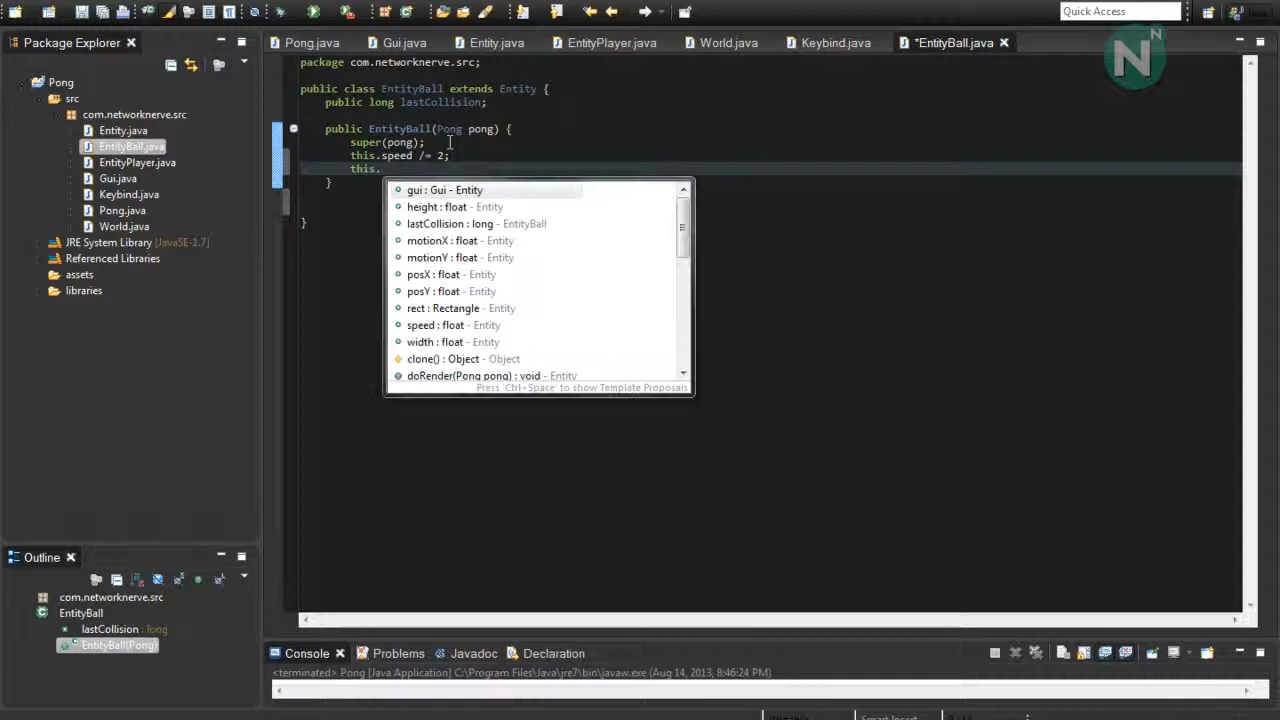 Quick Access
Package Explorer
Pong.java
Gui.java
Entity.java
EntityPlayer.java
World.java
Keybind.java
*EntityBall.java
N
N
Pong
src
com.networknerve.src
Entity.java
EntityBall.java
EntityPlayer.java
Gui.java
Keybind.java
Pong.java
World.java
JRE System Library [JavaSE-1.7]
Referenced Libraries
assets
libraries
package com.networknerve.src;
public class EntityBall extends Entity {
public long lastCollision;
public EntityBall(Pong pong) {
super(pong);
this.speed /= 2;
this.
}
}
gui : Gui - Entity
height : float - Entity
lastCollision : long - EntityBall
motionX : float - Entity
motionY : float - Entity
posX : float - Entity
posY : float - Entity
rect : Rectangle - Entity
speed : float - Entity
width : float - Entity
clone() : Object - Object
doRender(Pong pong) : void - Entity
Press 'Ctrl+Space' to show Template Proposals
Outline
com.networknerve.src
EntityBall
lastCollision : long
EntityBall(Pong)
Console
Problems
Javadoc
Declaration
<terminated> Pong [Java Application] C:\Program Files\Java\jre7\bin\javaw.exe (Aug 14, 2013, 8:46:24 PM)
Smart Insert